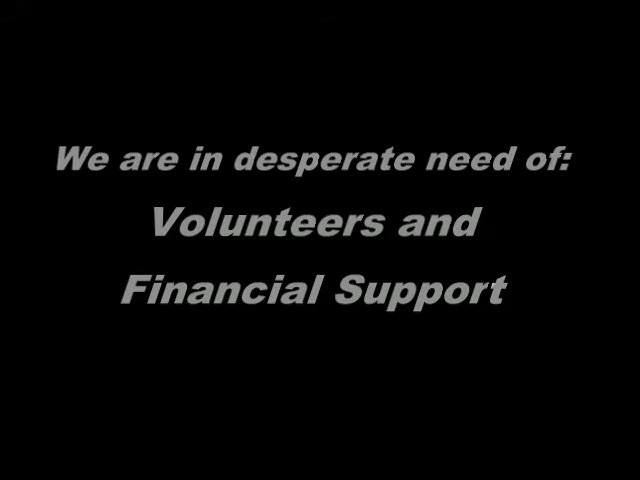 We are in desperate need of:
Volunteers and
Financial Support